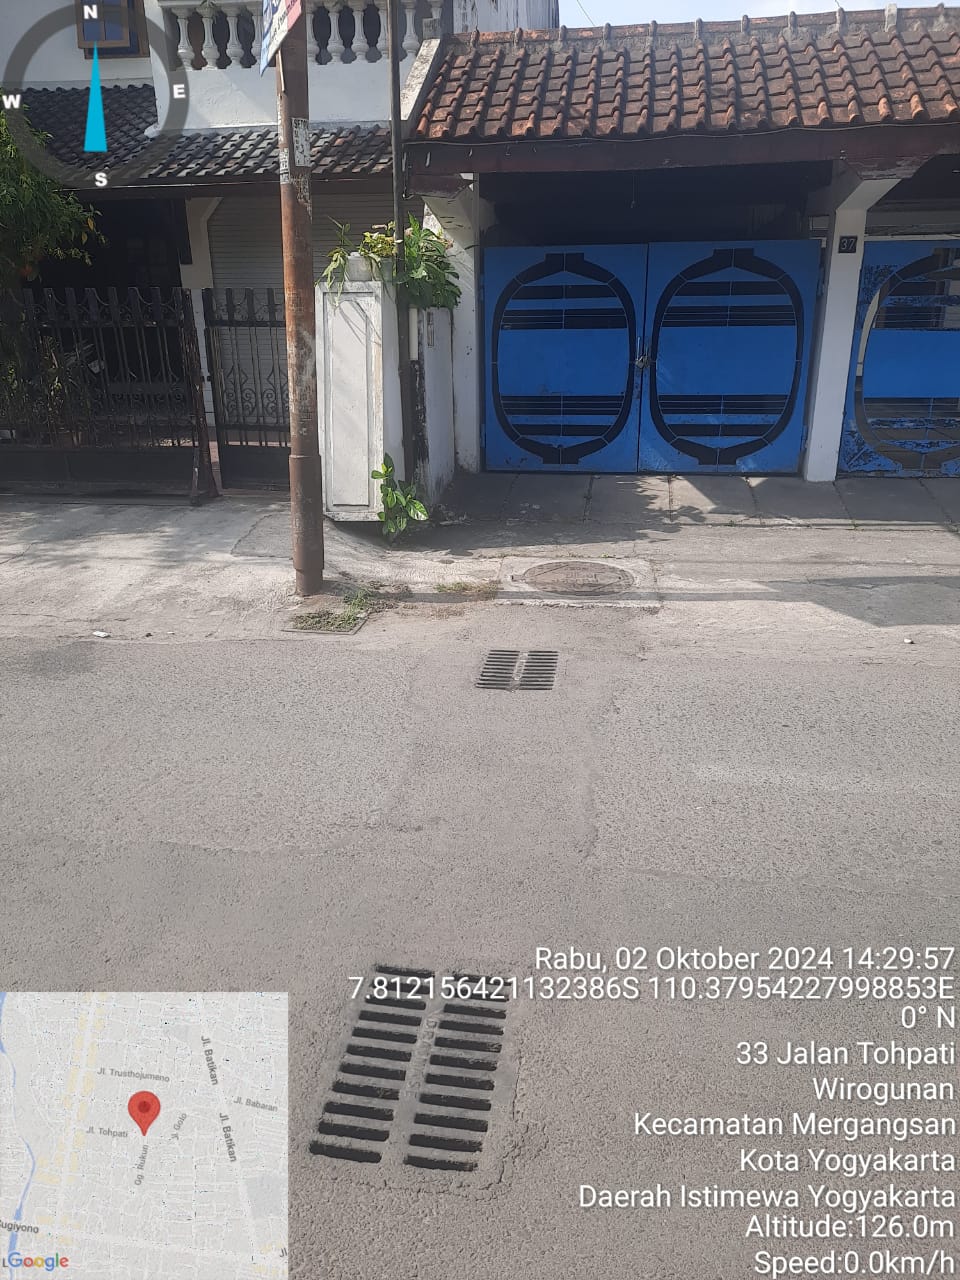 N
W
E
S
37
Rabu, 02 Oktober 2024 14:29:57
7.812156421132386S 110.37954227998853E
0° N
33 Jalan Tohpati
Wirogunan
Kecamatan Mergangsan
Kota Yogyakarta
Daerah Istimewa Yogyakarta
Altitude:126.0m
Speed:0.0km/h
Jl. Batikan
Jl. Trusthojumeno
Jl. Babaran
Jl. Tohpati
Jl. Golo
Jl. Batikan
Gg. Rukun
ugiyono
Jl.
Google